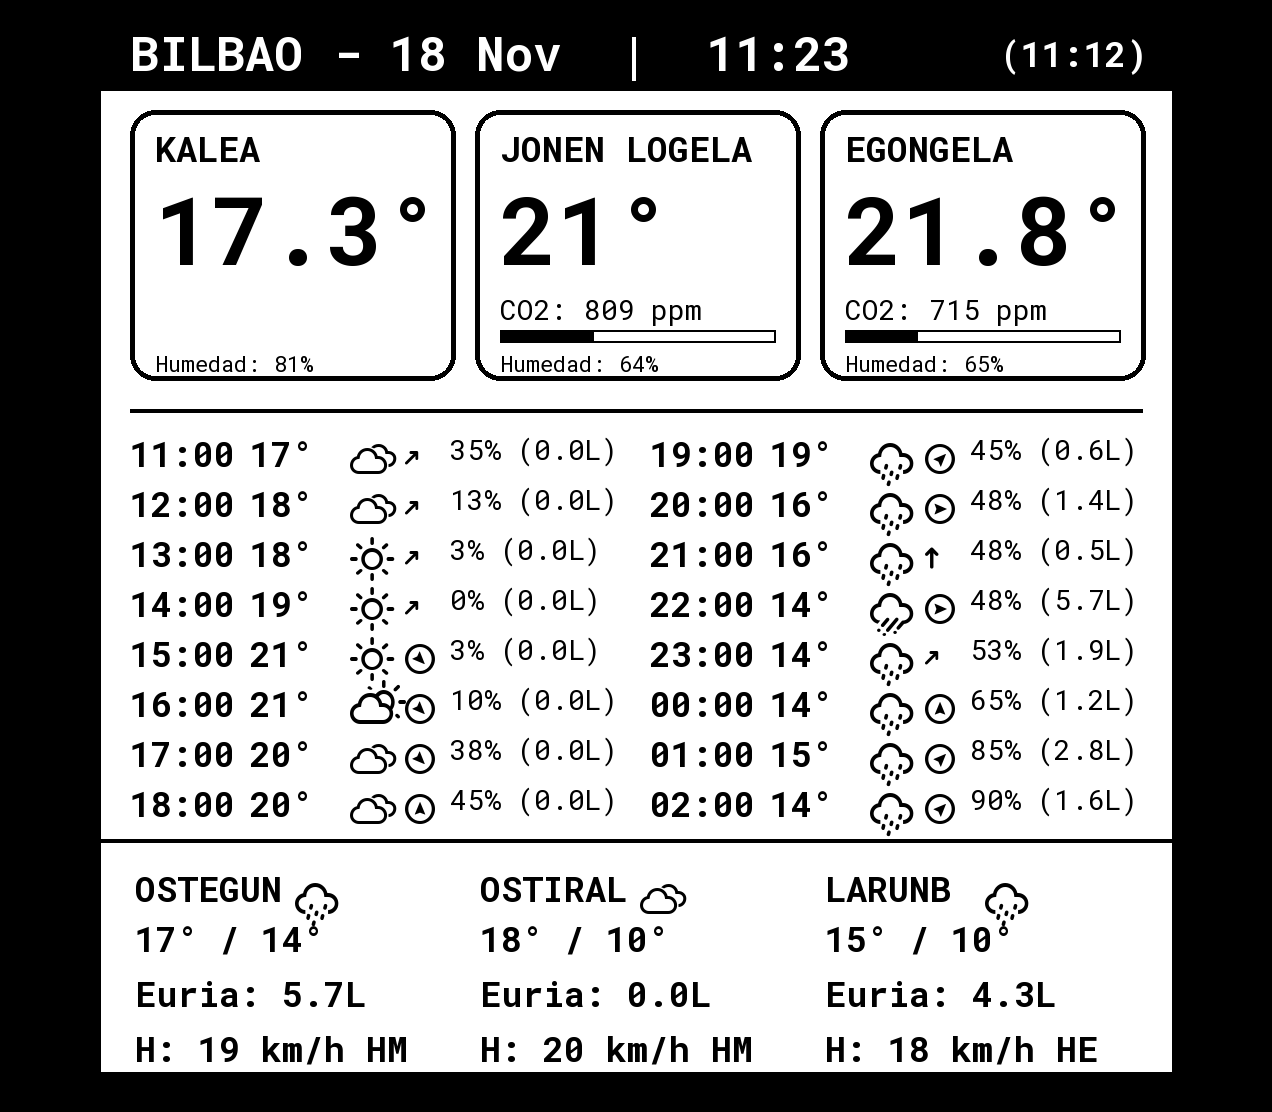 BILBAO - 18 Nov | 11:23 (11:12)
KALEA
17.3°
Humedad: 81%
JONEN LOGELA
21°
CO2: 809 ppm
Humedad: 64%
EGONGELA
21.8°
CO2: 715 ppm
Humedad: 65%
11:00 17° 35% (0.0L)
12:00 18° 13% (0.0L)
13:00 18° 3% (0.0L)
14:00 19° 0% (0.0L)
15:00 21° 3% (0.0L)
16:00 21° 10% (0.0L)
17:00 20° 38% (0.0L)
18:00 20° 45% (0.0L)
19:00 19° 45% (0.6L)
20:00 16° 48% (1.4L)
21:00 16° 48% (0.5L)
22:00 14° 48% (5.7L)
23:00 14° 53% (1.9L)
00:00 14° 65% (1.2L)
01:00 15° 85% (2.8L)
02:00 14° 90% (1.6L)
OSTEGUN
17° / 14°
Euria: 5.7L
H: 19 km/h HM
OSTIRAL
18° / 10°
Euria: 0.0L
H: 20 km/h HM
LARUNB
15° / 10°
Euria: 4.3L
H: 18 km/h HE